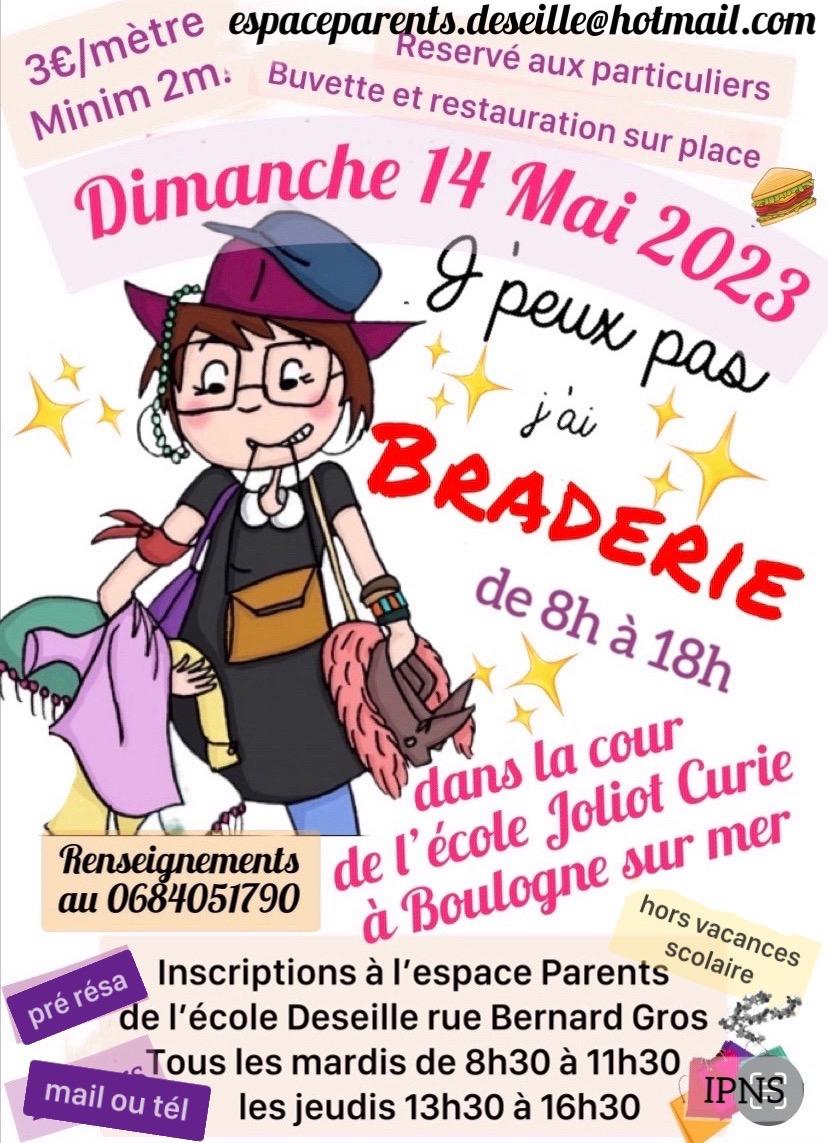 espaceparents.deseille@hotmail.com
3€/mètre
Minim 2m.
Reservé aux particuliers
Buvette et restauration sur place
Dimanche 14 Mai 2023
J'peux pas
j'ai
BRADERIE
de 8h à 18h
dans la cour
de l'école Joliot Curie
à Boulogne sur mer
Renseignements
au 0684051790
hors vacances
scolaire
pré résa
Inscriptions à l'espace Parents
de l'école Deseille rue Bernard Gros
Tous les mardis de 8h30 à 11h30
les jeudis 13h30 à 16h30
mail ou tél
IPNS